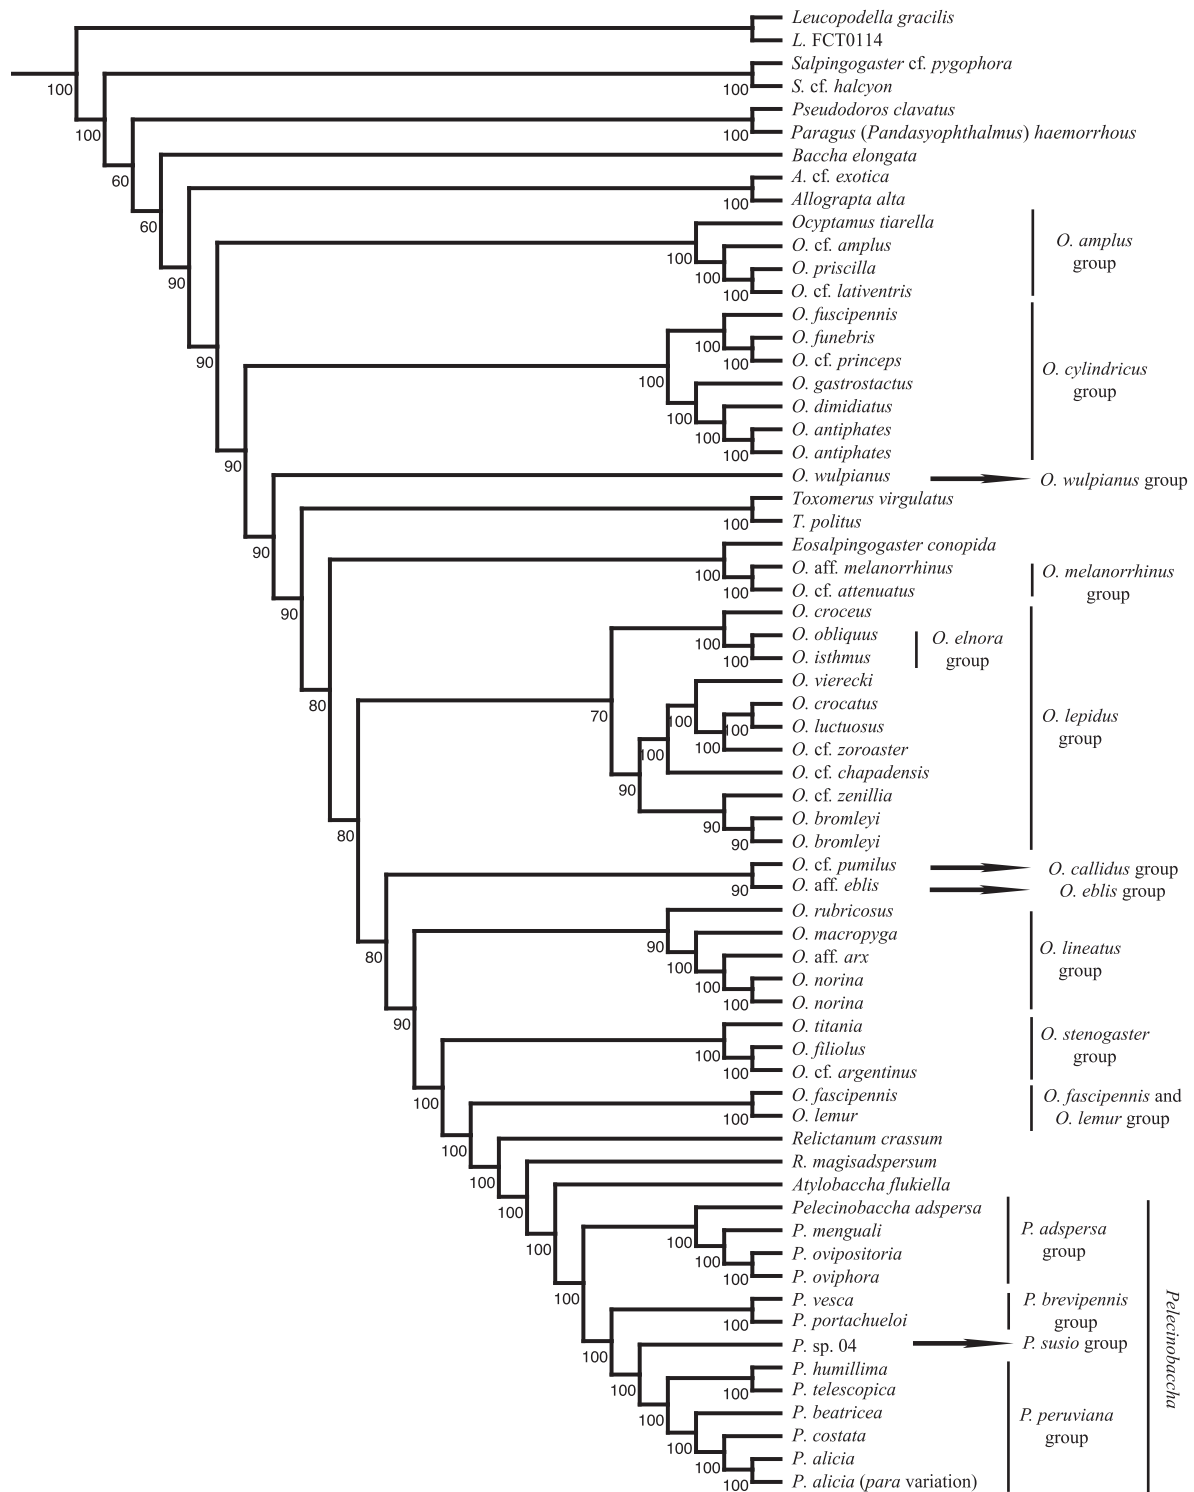 Leucopodella gracilis
L. FCT0114
100
Salpingogaster cf. pygophora
S. cf. halcyon
100
100
Pseudodoros clavatus
Paragus (Pandasyophthalmus) haemorrhous
100
60
Baccha elongata
60
A. cf. exotica
Allograpta alta
100
90
Ocyptamus tiarella
O. cf. amplus
100
O. priscilla
100
O. cf. lativentris
100
O. amplus
group
90
O. fuscipennis
O. funebris
100
O. cf. princeps
100
100
O. gastrostactus
O. dimidiatus
100
O. antiphates
100
O. antiphates
100
O. cylindricus
group
90
O. wulpianus
O. wulpianus group
90
Toxomerus virgulatus
T. politus
100
90
Eosalpingogaster conopida
O. aff. melanorrhinus
100
O. cf. attenuatus
100
O. melanorrhinus
group
80
O. croceus
O. obliquus
100
O. isthmus
100
O. elnora
group
O. vierecki
O. crocatus
100
O. luctuosus
100
O. cf. zoroaster
100
100
O. cf. chapadensis
70
90
O. cf. zenillia
O. bromleyi
90
O. bromleyi
90
O. lepidus
group
80
O. cf. pumilus
O. callidus group
O. aff. eblis
90
O. eblis group
80
O. rubricosus
O. macropyga
90
O. aff. arx
100
O. norina
100
O. norina
100
O. lineatus
group
90
O. titania
O. filiolus
100
O. cf. argentinus
100
O. stenogaster
group
100
O. fascipennis
O. lemur
100
O. fascipennis and
O. lemur group
100
Relictanum crassum
100
R. magisadspersum
100
Atylobaccha flukiella
100
Pelecinobaccha adspersa
P. menguali
100
P. ovipositoria
100
P. oviphora
100
P. adspersa
group
100
P. vesca
P. portachueloi
100
P. brevipennis
group
100
P. sp. 04
P. susio group
100
P. humillima
P. telescopica
100
100
P. beatricea
100
P. costata
100
P. alicia
P. alicia (para variation)
100
P. peruviana
group
Pelecinobaccha